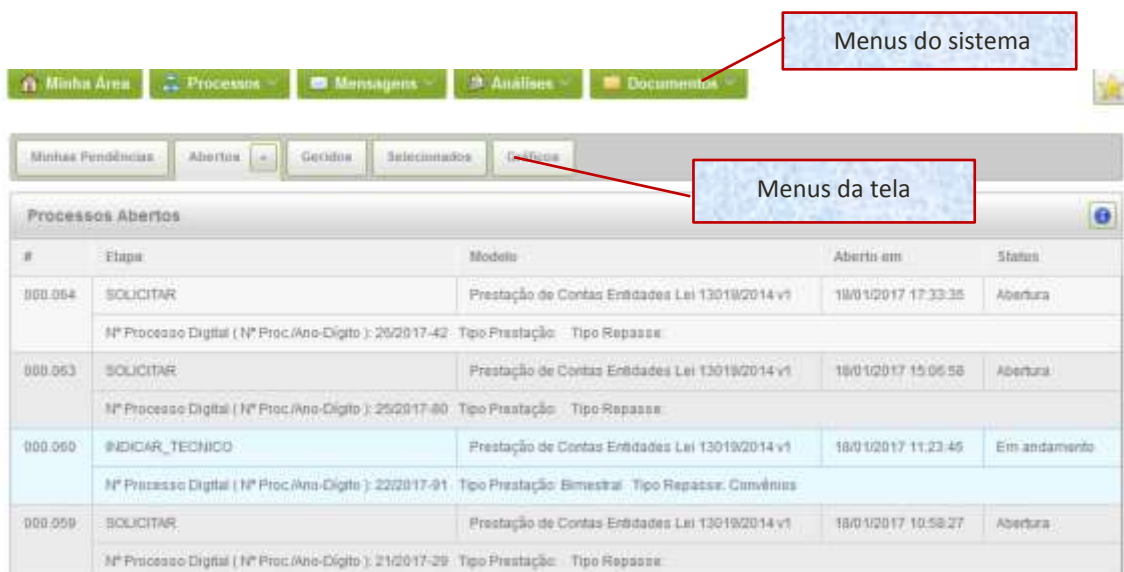 Menus do sistema
Minha Área Processos Mensagens Análises Documentos
Minhas Pendências Abertos Geridos Selecionados Gráficos
Menus da tela
Processos Abertos
# Etapa Modelo Aberto em Status
000.064 SOLICITAR Prestação de Contas Entidades Lei 13019/2014 v1 18/01/2017 17:33:35 Abertura
Nº Processo Digital ( Nº Proc./Ano-Dígito ): 26/2017-42 Tipo Prestação: Tipo Repasse:
000.063 SOLICITAR Prestação de Contas Entidades Lei 13019/2014 v1 18/01/2017 15:06:58 Abertura
Nº Processo Digital ( Nº Proc./Ano-Dígito ): 25/2017-80 Tipo Prestação: Tipo Repasse:
000.060 INDICAR_TECNICO Prestação de Contas Entidades Lei 13019/2014 v1 18/01/2017 11:23:45 Em andamento
Nº Processo Digital ( Nº Proc./Ano-Dígito ): 22/2017-91 Tipo Prestação: Bimestral Tipo Repasse: Convênios
000.059 SOLICITAR Prestação de Contas Entidades Lei 13019/2014 v1 18/01/2017 10:58:27 Abertura
Nº Processo Digital ( Nº Proc./Ano-Dígito ): 21/2017-29 Tipo Prestação: Tipo Repasse: